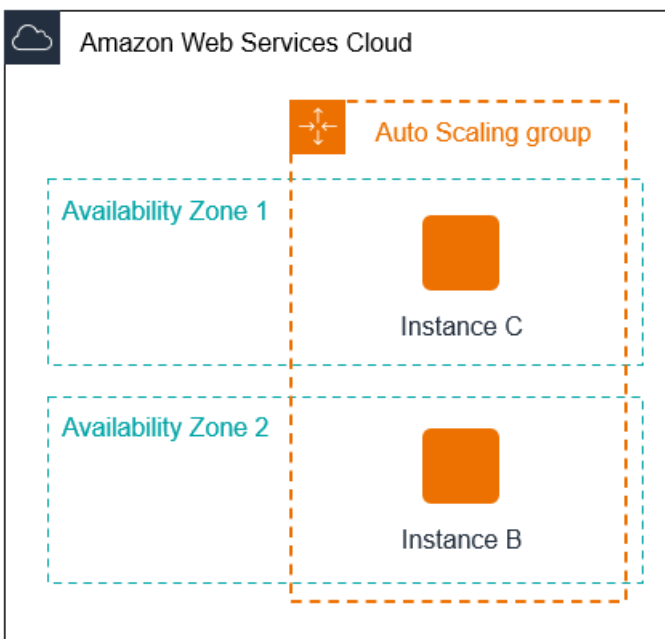 Amazon Web Services Cloud
Auto Scaling group
Availability Zone 1
Instance C
Availability Zone 2
Instance B